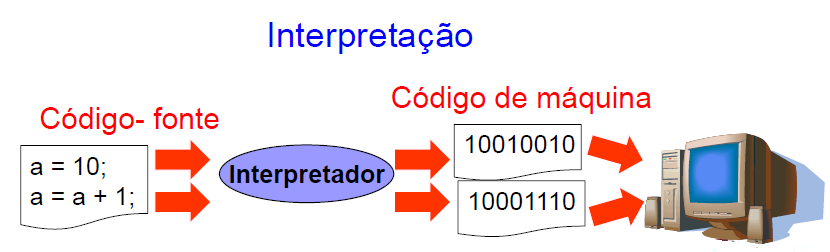 Interpretação
Código- fonte
Código de máquina
a = 10;
a = a + 1;
Interpretador
10010010
10001110